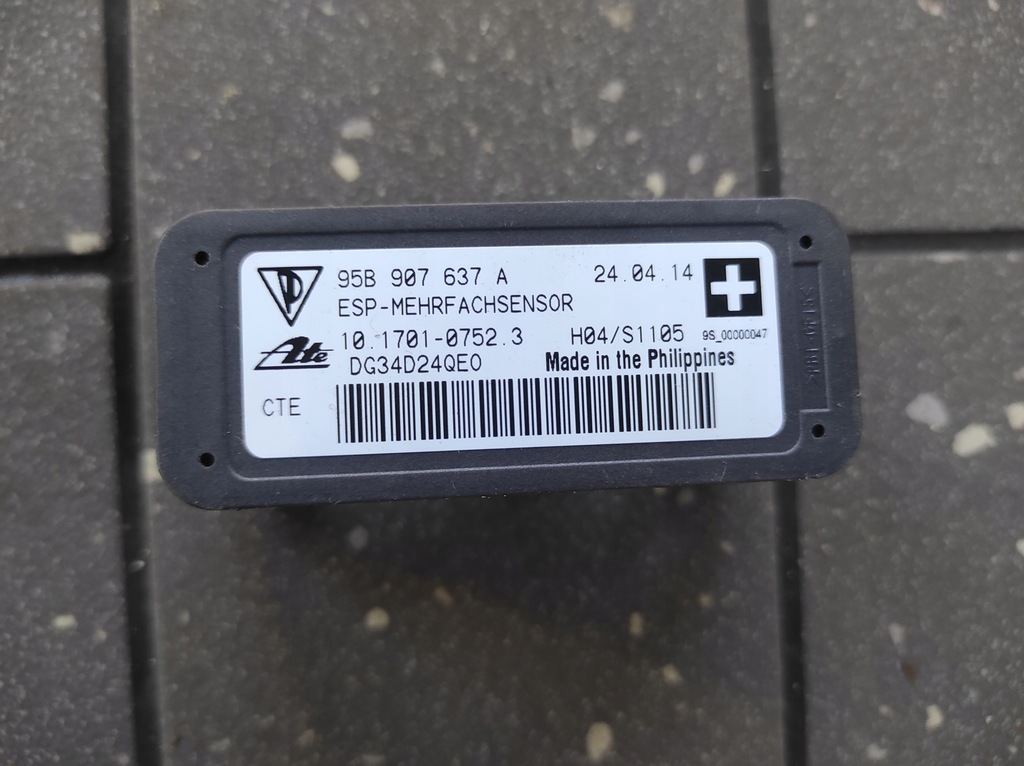 95B 907 637 A 24.04.14
ESP-MEHRFACHSENSOR
10.1701-0752.3 H04/S1105 9S_00000047
Ate DG34D24QE0 Made in the Philippines
CTE